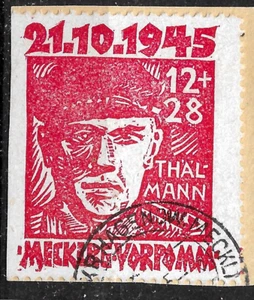 21.10.1945
12+
28
THÄL-
MANN
MECKLBG-VORPOMM